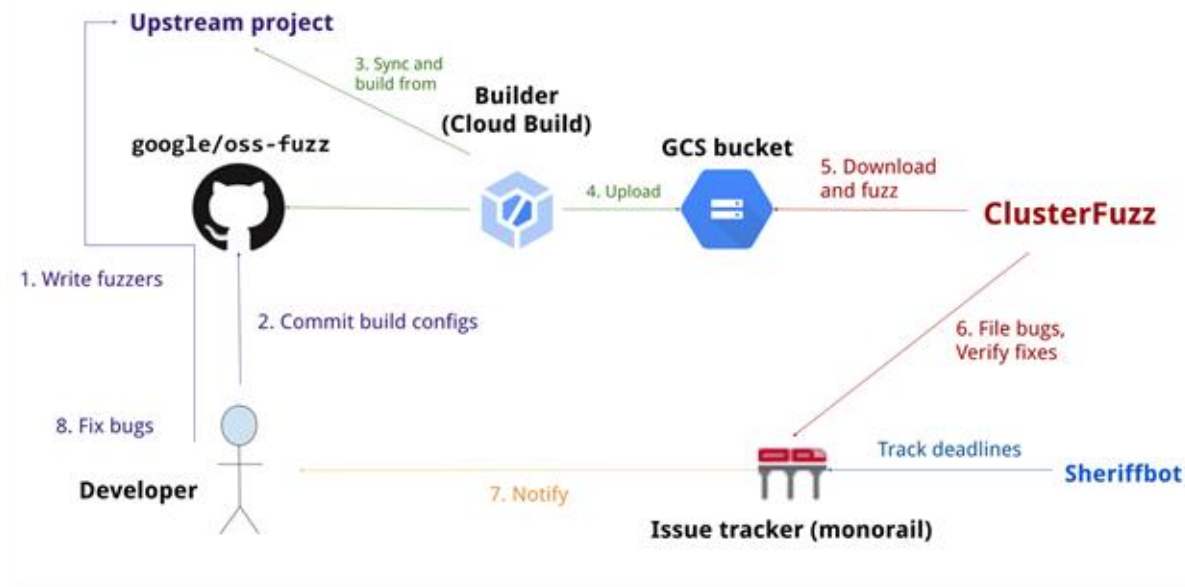 Upstream project
3. Sync and
build from
Builder
(Cloud Build)
google/oss-fuzz
GCS bucket
5. Download
and fuzz
4. Upload
ClusterFuzz
1. Write fuzzers
2. Commit build configs
6. File bugs,
Verify fixes
8. Fix bugs
Track deadlines
Sheriffbot
Developer
7. Notify
Issue tracker (monorail)